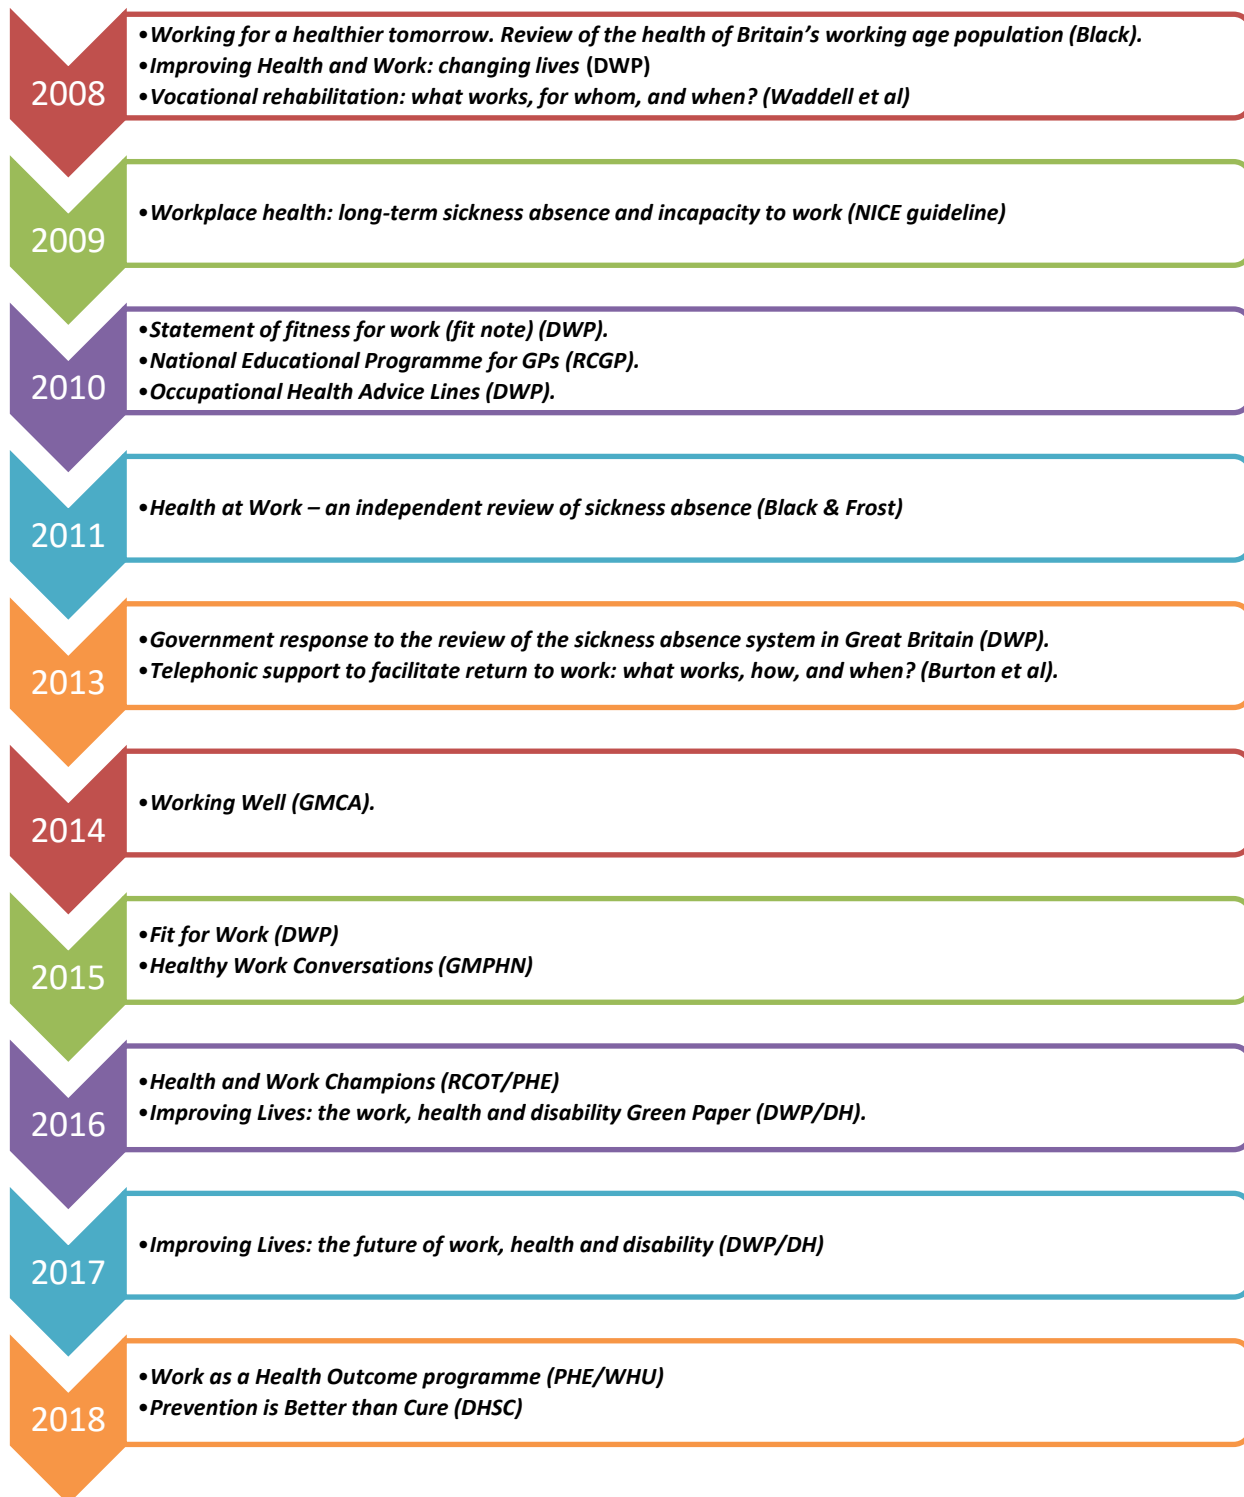 2008
•Working for a healthier tomorrow. Review of the health of Britain's working age population (Black).
•Improving Health and Work: changing lives (DWP)
•Vocational rehabilitation: what works, for whom, and when? (Waddell et al)
2009
•Workplace health: long-term sickness absence and incapacity to work (NICE guideline)
2010
•Statement of fitness for work (fit note) (DWP).
•National Educational Programme for GPs (RCGP).
•Occupational Health Advice Lines (DWP).
2011
•Health at Work – an independent review of sickness absence (Black & Frost)
2013
•Government response to the review of the sickness absence system in Great Britain (DWP).
•Telephonic support to facilitate return to work: what works, how, and when? (Burton et al).
2014
•Working Well (GMCA).
2015
•Fit for Work (DWP)
•Healthy Work Conversations (GMPHN)
2016
•Health and Work Champions (RCOT/PHE)
•Improving Lives: the work, health and disability Green Paper (DWP/DH).
2017
•Improving Lives: the future of work, health and disability (DWP/DH)
2018
•Work as a Health Outcome programme (PHE/WHU)
•Prevention is Better than Cure (DHSC)